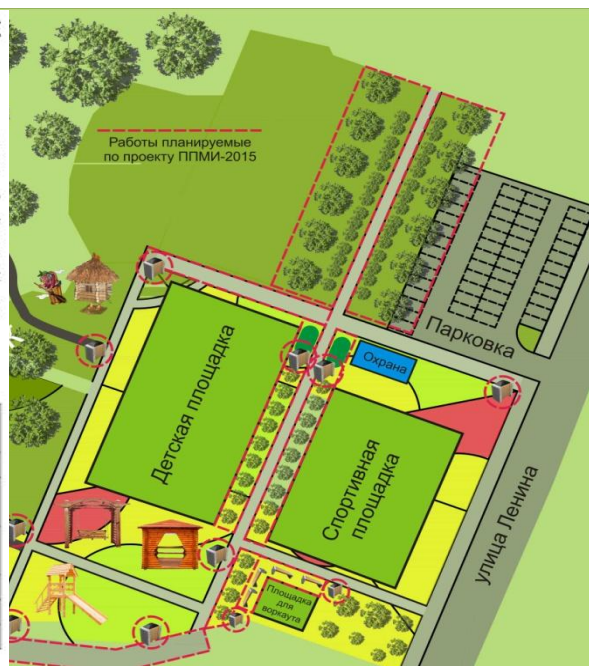 Работы планируемые
по проекту ППМИ-2015
Парковка
Охрана
Детская площадка
Спортивная
площадка
улица Ленина
Площадка
для
воркаута